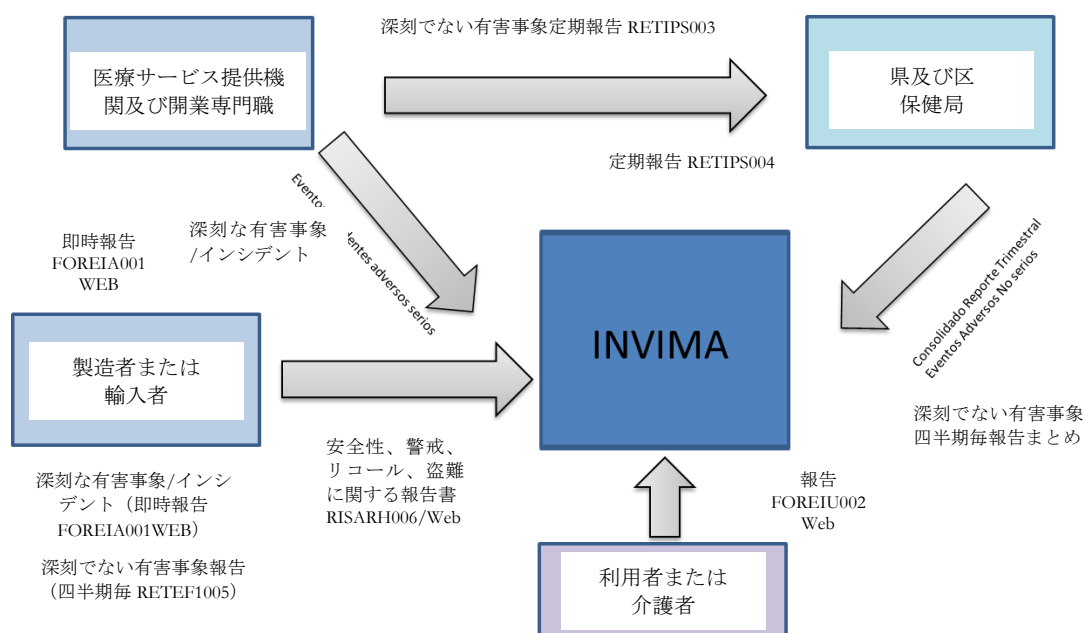 深刻でない有害事象定期報告 RETIPS003
医療サービス提供機
関及び開業専門職
県及び区
保健局
定期報告 RETIPS004
Evento
dentes adversos serios
深刻な有害事象
/インシデント
即時報告
FOREIA001
WEB
Consolidado Reporte Trimestral
Eventos Adversos No serios
INVIMA
製造者または
輸入者
深刻でない有害事象
四半期毎報告まとめ
安全性、警戒、
リコール、盗難
に関する報告書
RISARH006/Web
深刻な有害事象/インシ
デント（即時報告
FOREIA001WEB）
深刻でない有害事象報告
（四半期毎 RETEF1005）
報告
FOREIU002
Web
利用者または
介護者